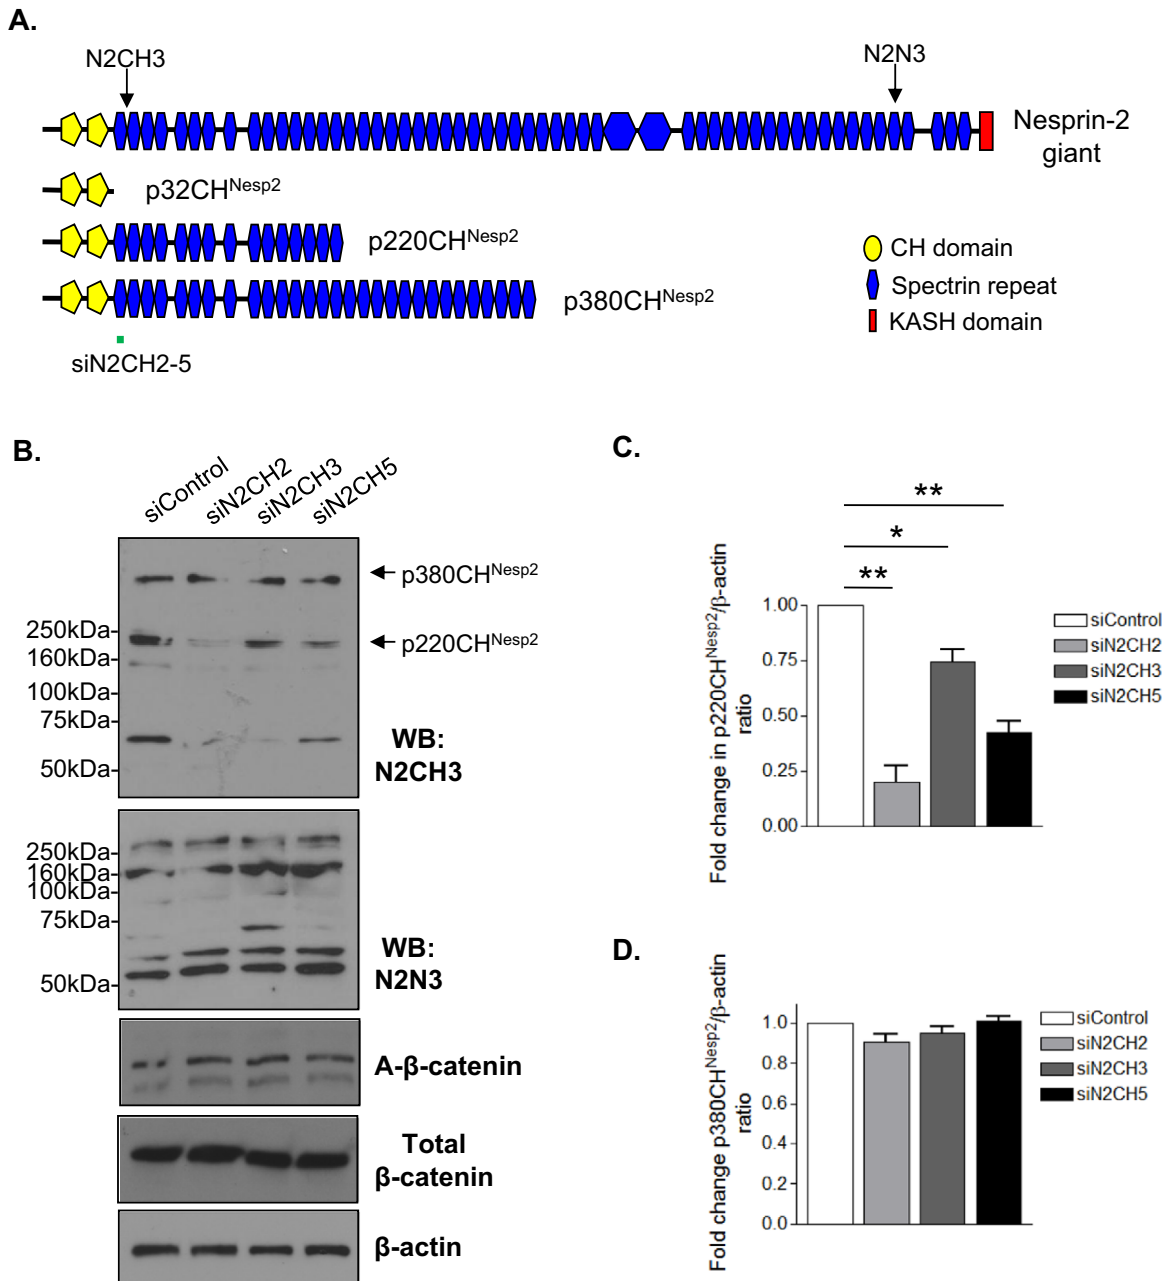 A.
N2CH3
N2N3
Nesprin-2
giant
p32CHNesp2
p220CHNesp2
p380CHNesp2
CH domain
Spectrin repeat
KASH domain
siN2CH2-5
B.
siControl
siN2CH2
siN2CH3
siN2CH5
p380CHNesp2
p220CHNesp2
250kDa
160kDa
100kDa
75kDa
50kDa
WB:
N2CH3
250kDa
160kDa
100kDa
75kDa
50kDa
WB:
N2N3
A-β-catenin
Total
β-catenin
β-actin
C.
**
*
**
Fold change in p220CHNesp2/β-actin
ratio
1.00
0.75
0.50
0.25
0.00
siControl
siN2CH2
siN2CH3
siN2CH5
D.
Fold change p380CHNesp2/β-actin
ratio
1.0
0.8
0.6
0.4
0.2
0.0
siControl
siN2CH2
siN2CH3
siN2CH5